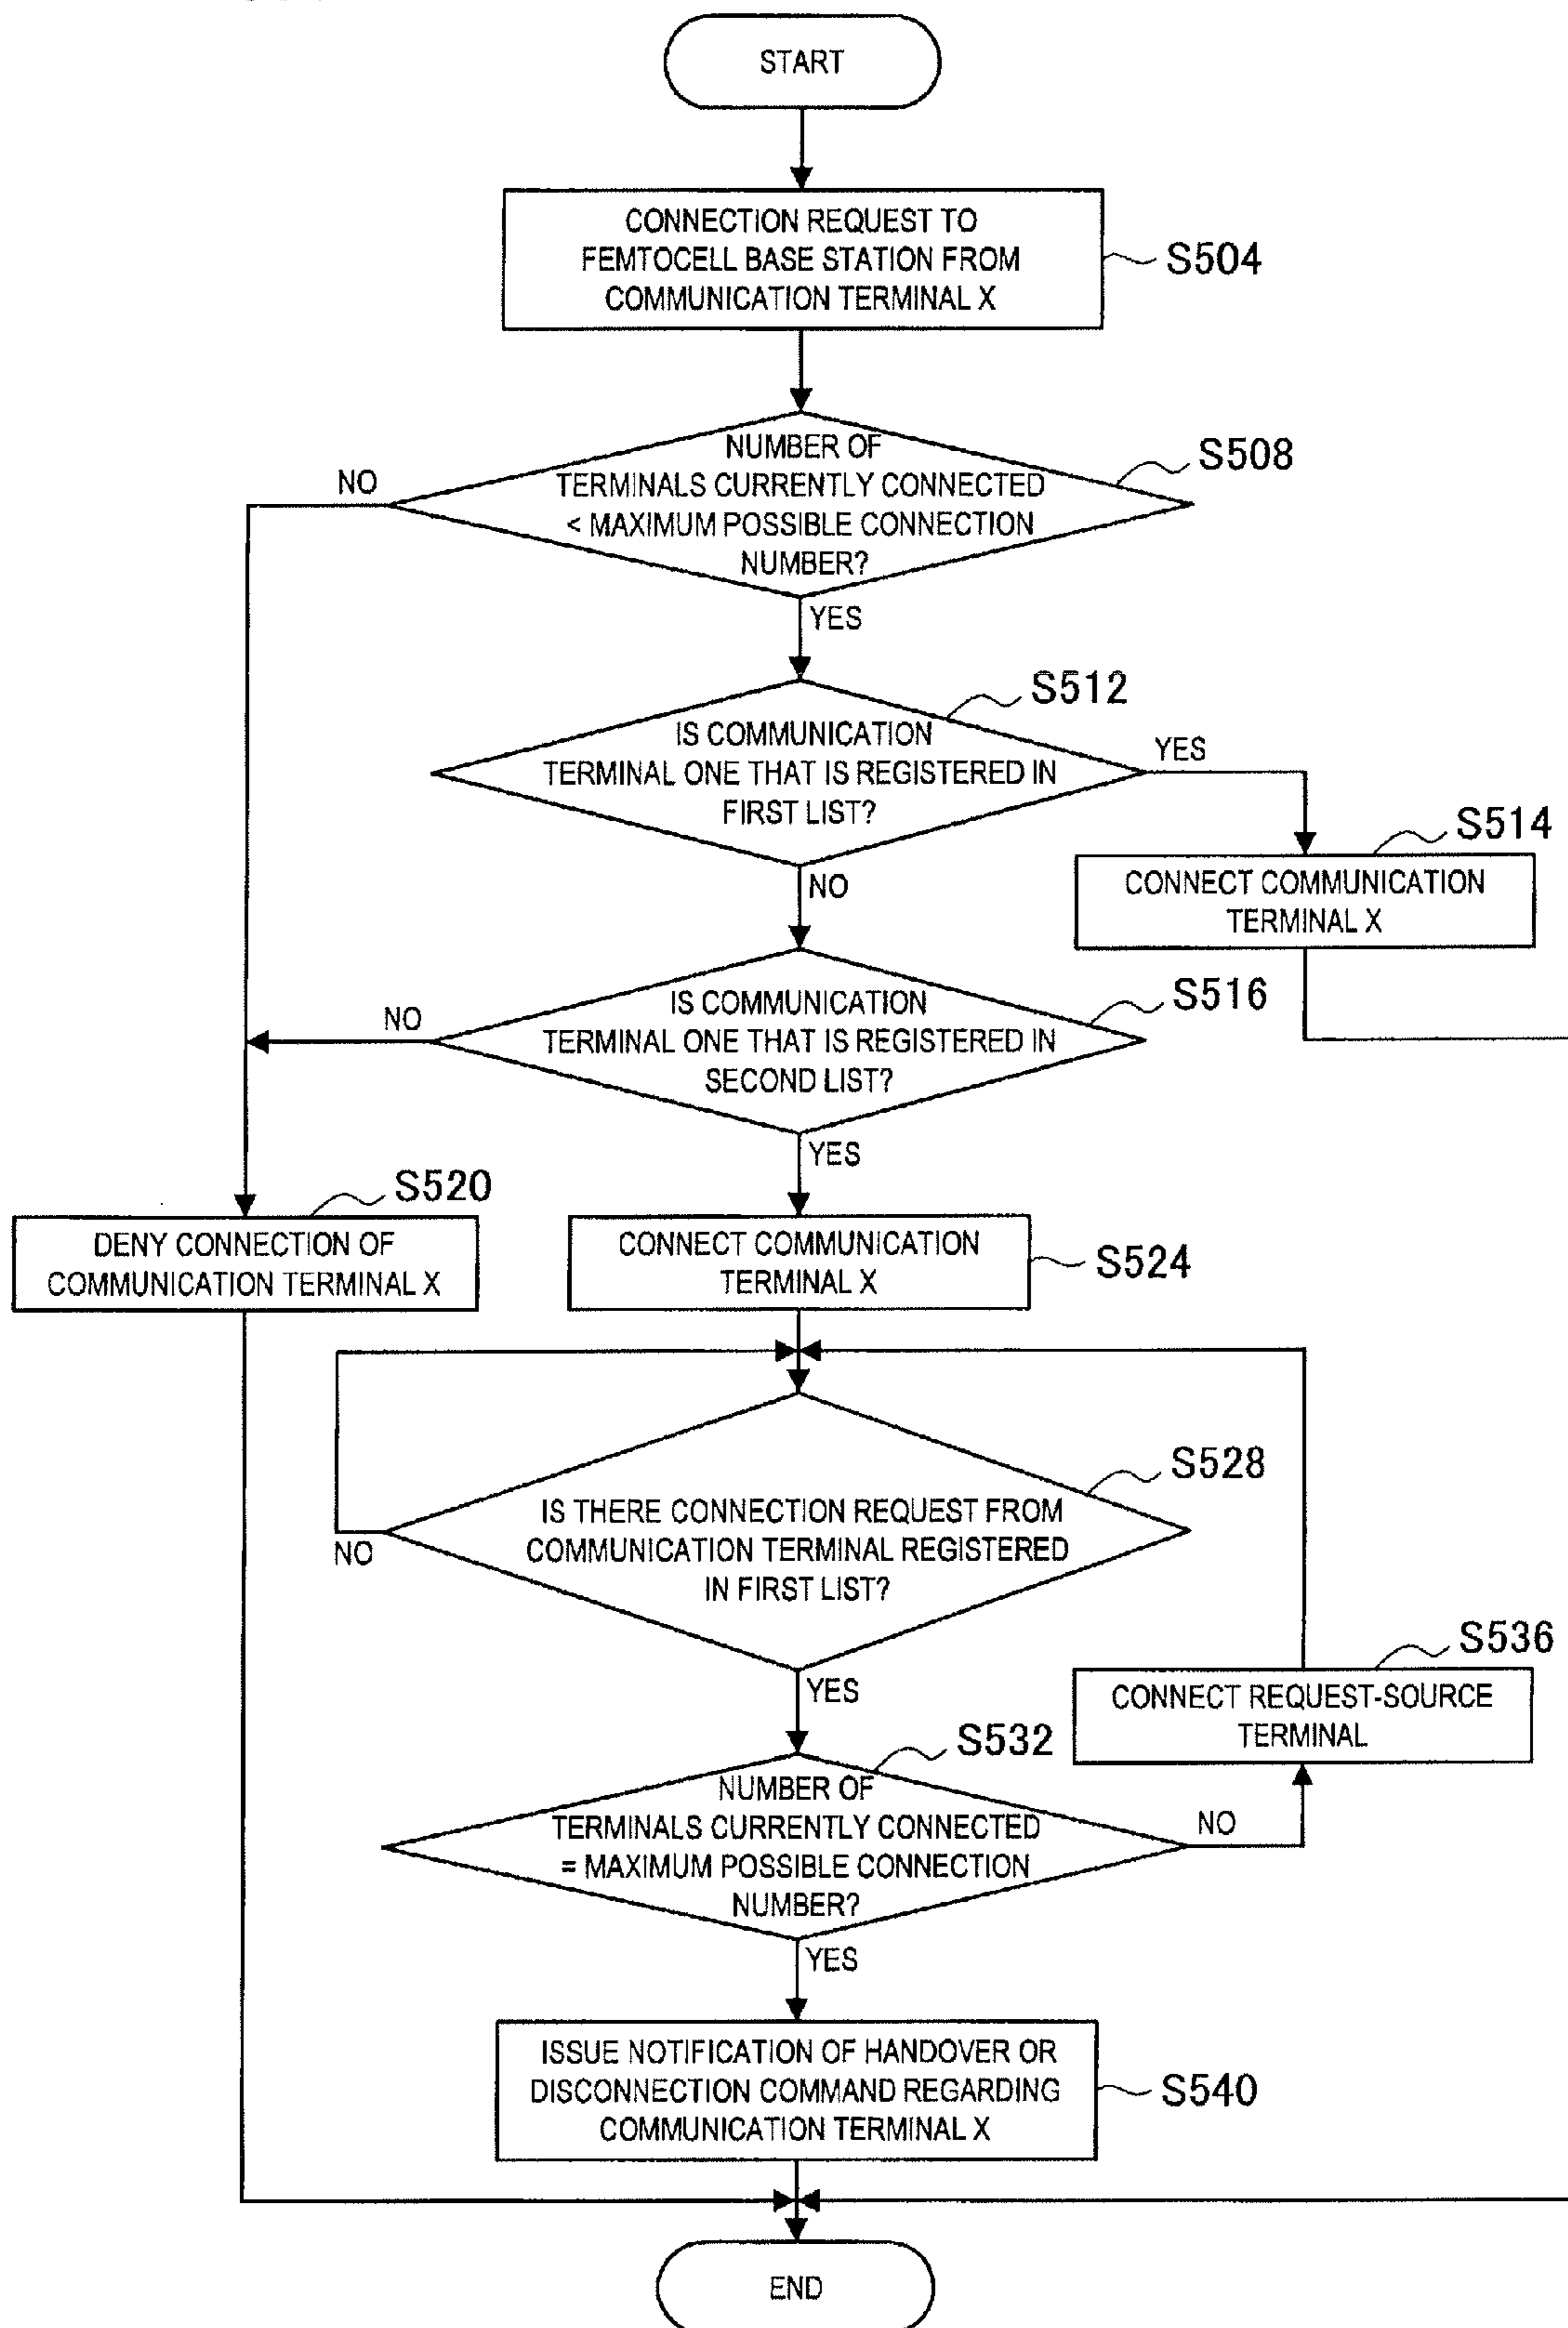 START
CONNECTION REQUEST TO
FEMTOCELL BASE STATION FROM
COMMUNICATION TERMINAL X
S504
NUMBER OF
TERMINALS CURRENTLY CONNECTED
< MAXIMUM POSSIBLE CONNECTION
NUMBER?
S508
NO
YES
IS COMMUNICATION
TERMINAL ONE THAT IS REGISTERED IN
FIRST LIST?
S512
YES
NO
CONNECT COMMUNICATION
TERMINAL X
S514
IS COMMUNICATION
TERMINAL ONE THAT IS REGISTERED IN
SECOND LIST?
S516
NO
YES
DENY CONNECTION OF
COMMUNICATION TERMINAL X
S520
CONNECT COMMUNICATION
TERMINAL X
S524
IS THERE CONNECTION REQUEST FROM
COMMUNICATION TERMINAL REGISTERED
IN FIRST LIST?
S528
NO
YES
CONNECT REQUEST-SOURCE
TERMINAL
S536
NUMBER OF
TERMINALS CURRENTLY CONNECTED
= MAXIMUM POSSIBLE CONNECTION
NUMBER?
S532
NO
YES
ISSUE NOTIFICATION OF HANDOVER OR
DISCONNECTION COMMAND REGARDING
COMMUNICATION TERMINAL X
S540
END